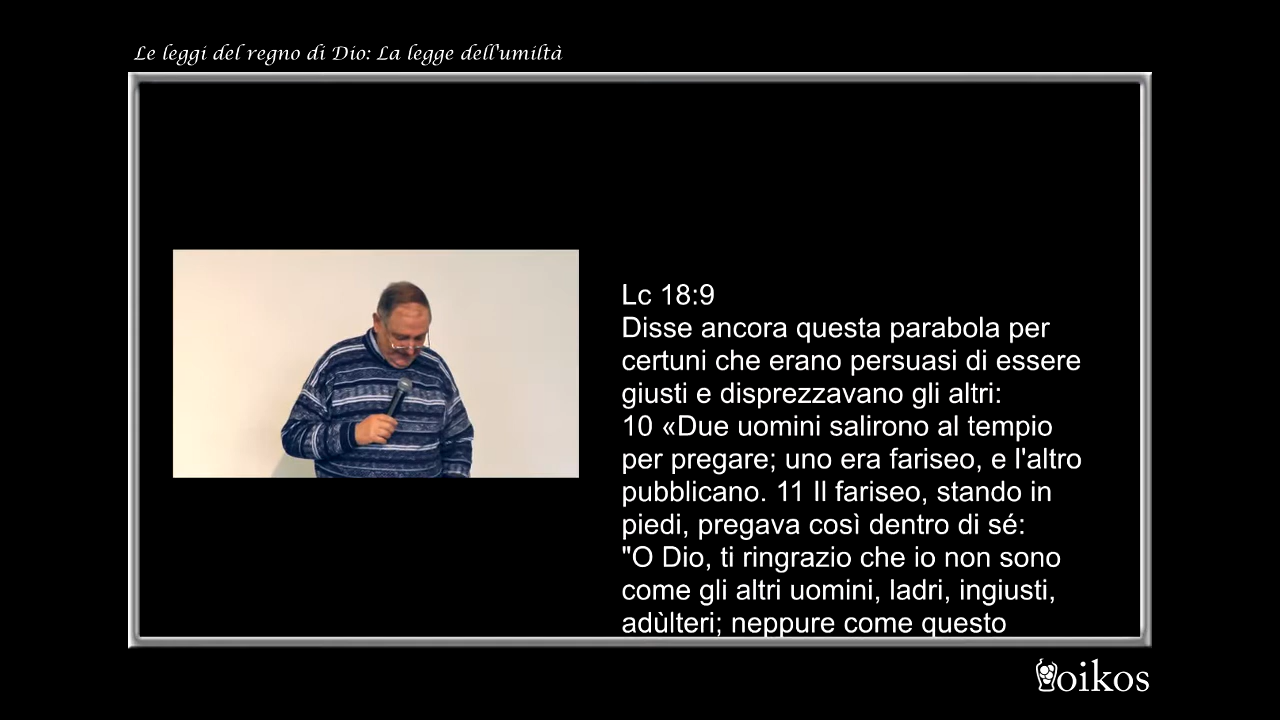 Le leggi del regno di Dio: La legge dell'umiltà
Lc 18:9
Disse ancora questa parabola per
certuni che erano persuasi di essere
giusti e disprezzavano gli altri:
10 «Due uomini salirono al tempio
per pregare; uno era fariseo, e l'altro
pubblicano. 11 Il fariseo, stando in
piedi, pregava così dentro di sé:
"O Dio, ti ringrazio che io non sono
come gli altri uomini, ladri, ingiusti,
adùlteri; neppure come questo
oikos